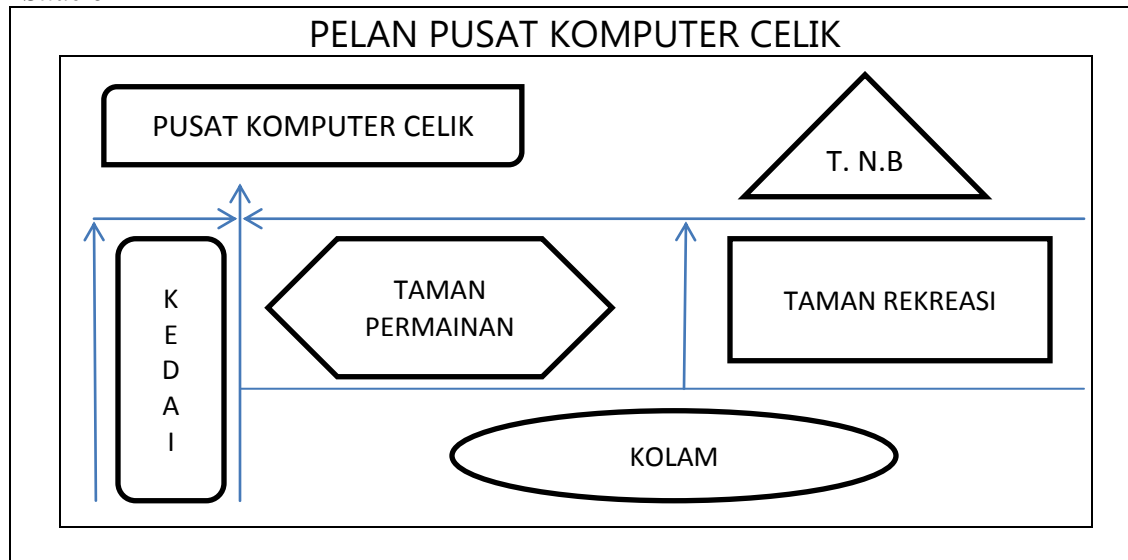 PELAN PUSAT KOMPUTER CELIK
PUSAT KOMPUTER CELIK
T. N.B
K
E
D
A
I
TAMAN
PERMAINAN
TAMAN REKREASI
KOLAM